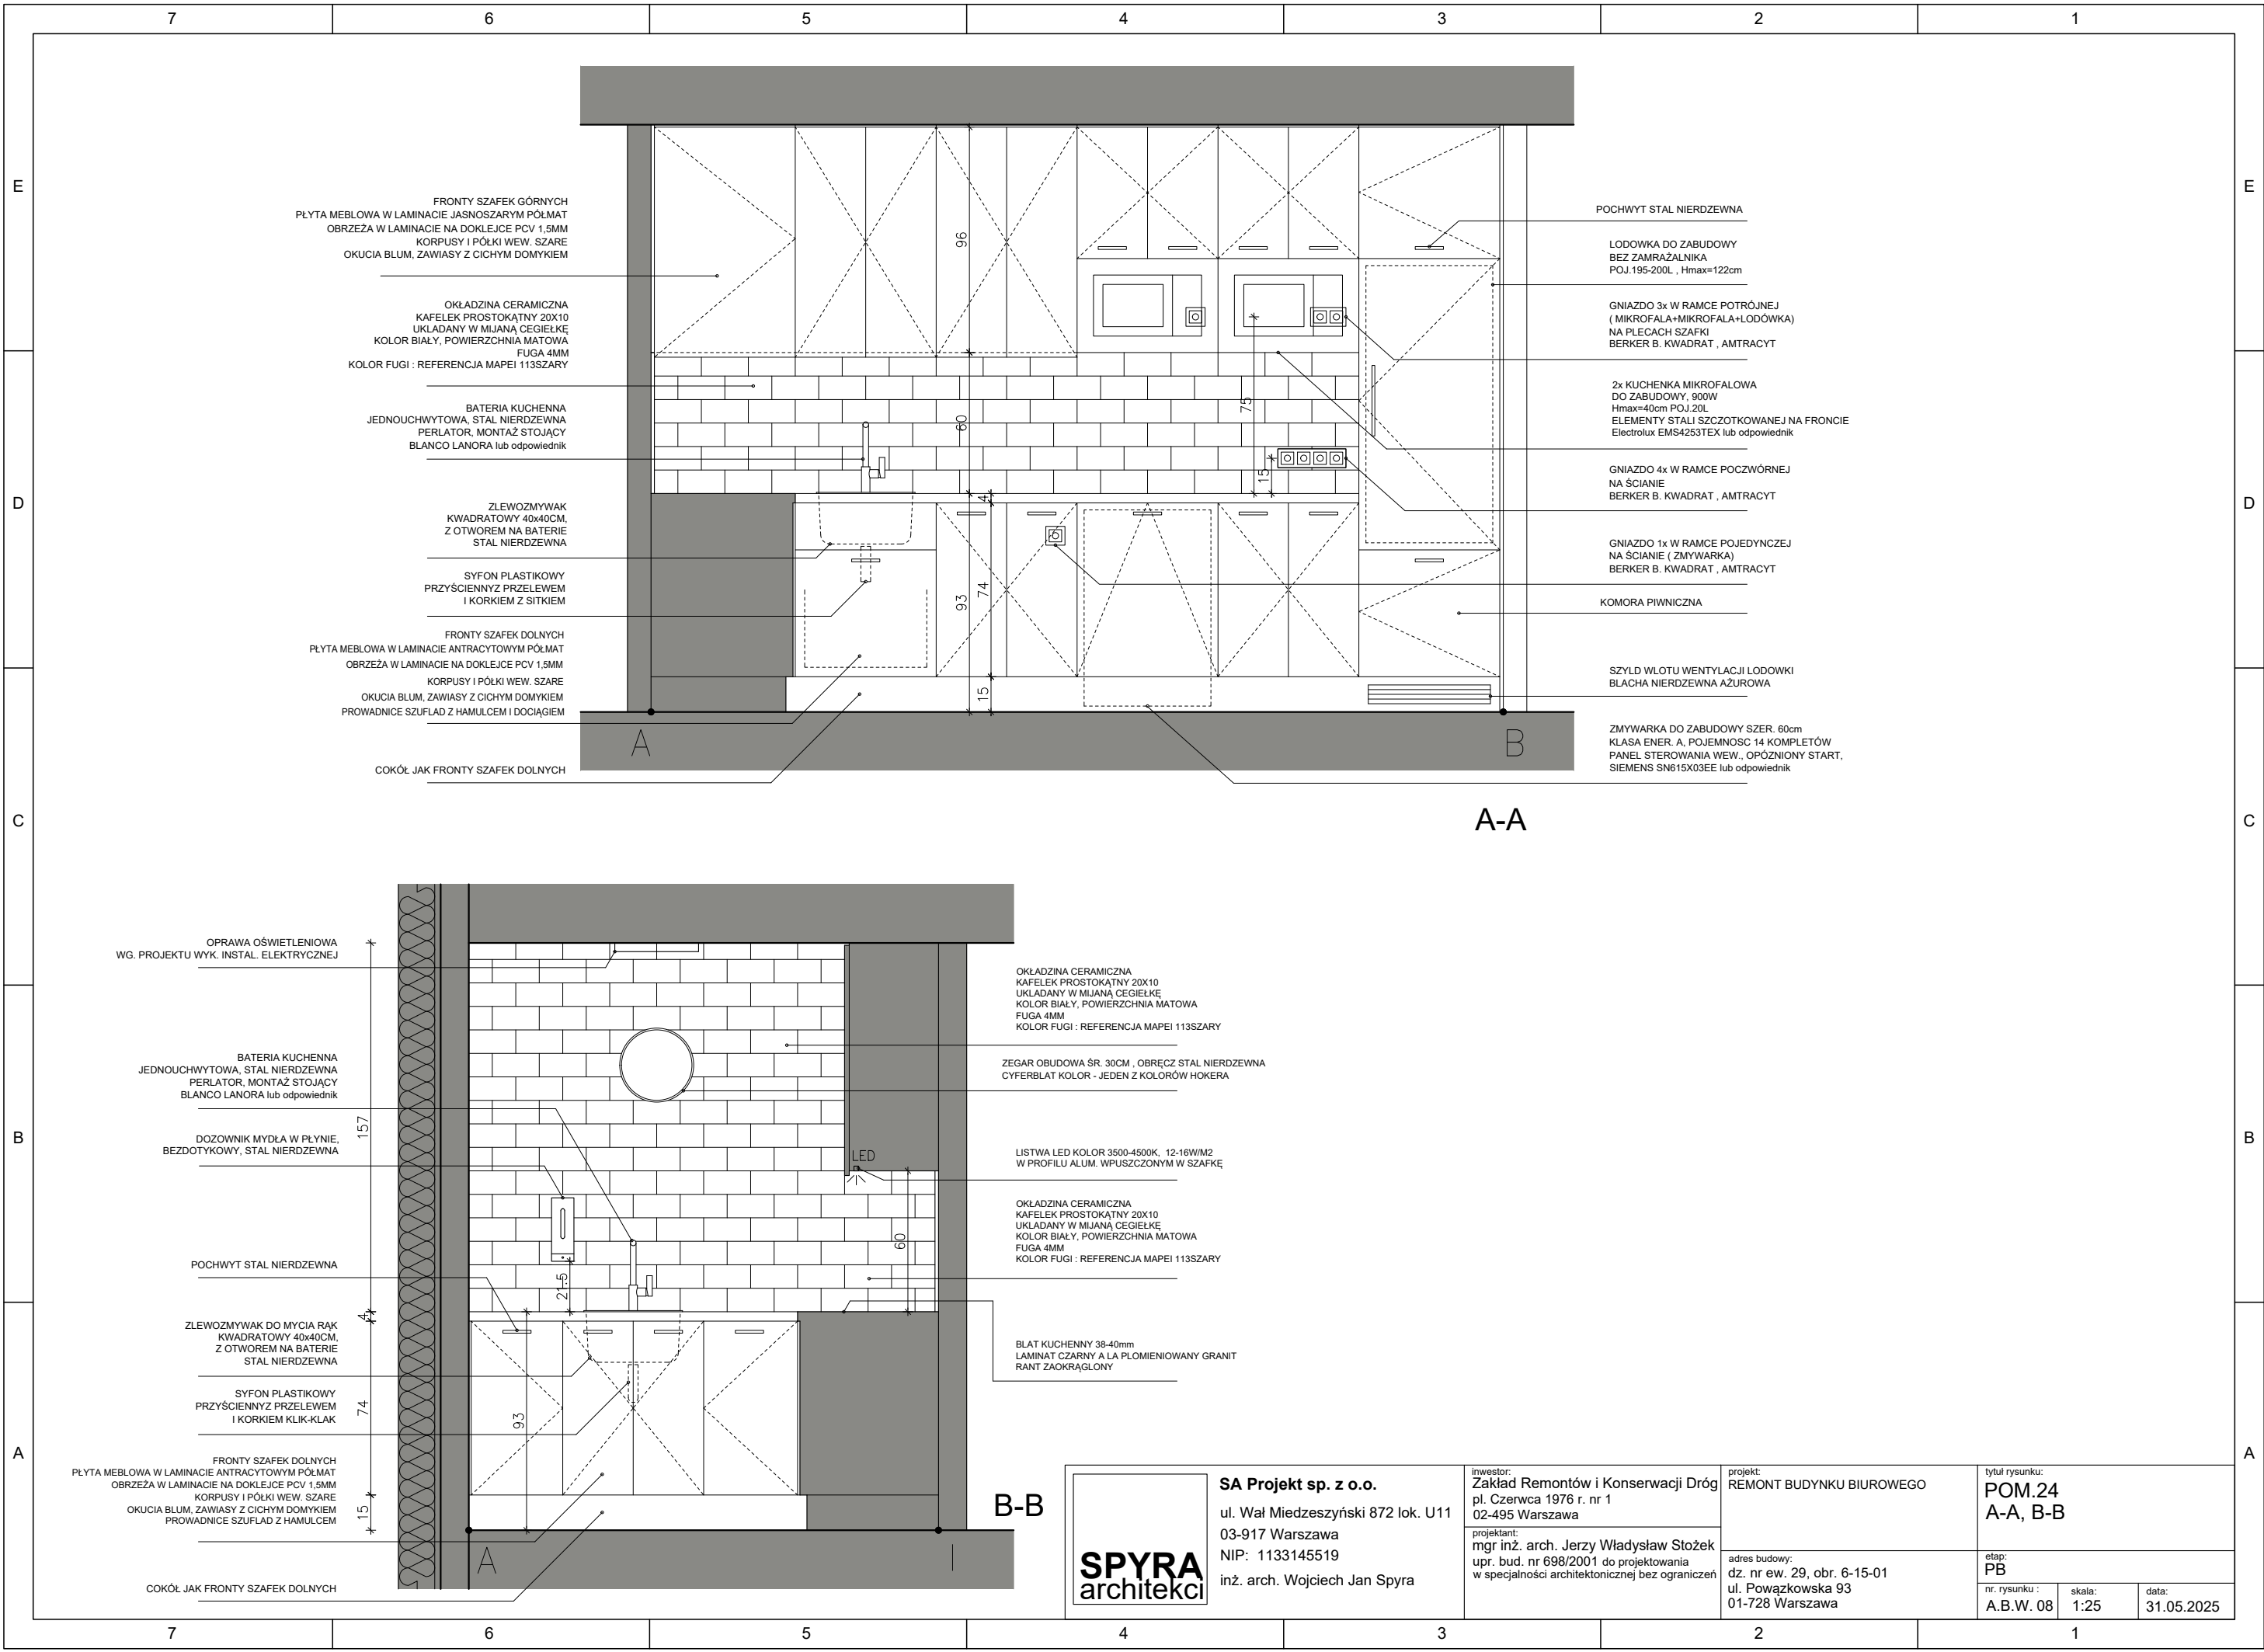 7 6 5 4 3 2 1
E
E
D
D
C
C
B
B
A
A
FRONTY SZAFEK GÓRNYCH
PŁYTA MEBLOWA W LAMINACIE JASNOSZARYM PÓŁMAT
OBRZEŻA W LAMINACIE NA DOKLEJCE PCV 1,5MM
KORPUSY I PÓŁKI WEW. SZARE
OKUCIA BLUM, ZAWIASY Z CICHYM DOMYKIEM
OKŁADZINA CERAMICZNA
KAFELEK PROSTOKĄTNY 20X10
UKLADANY W MIJANĄ CEGIEŁKĘ
KOLOR BIAŁY, POWIERZCHNIA MATOWA
FUGA 4MM
KOLOR FUGI : REFERENCJA MAPEI 113SZARY
BATERIA KUCHENNA
JEDNOUCHWYTOWA, STAL NIERDZEWNA
PERLATOR, MONTAŻ STOJĄCY
BLANCO LANORA lub odpowiednik
ZLEWOZMYWAK
KWADRATOWY 40x40CM,
Z OTWOREM NA BATERIE
STAL NIERDZEWNA
SYFON PLASTIKOWY
PRZYŚCIENNYZ PRZELEWEM
I KORKIEM Z SITKIEM
FRONTY SZAFEK DOLNYCH
PŁYTA MEBLOWA W LAMINACIE ANTRACYTOWYM PÓŁMAT
OBRZEŻA W LAMINACIE NA DOKLEJCE PCV 1,5MM
KORPUSY I PÓŁKI WEW. SZARE
OKUCIA BLUM, ZAWIASY Z CICHYM DOMYKIEM
PROWADNICE SZUFLAD Z HAMULCEM I DOCIĄGIEM
COKÓŁ JAK FRONTY SZAFEK DOLNYCH
96
60
75
15
4
93
74
15
A
B
POCHWYT STAL NIERDZEWNA
LODOWKA DO ZABUDOWY
BEZ ZAMRAŻALNIKA
POJ.195-200L , Hmax=122cm
GNIAZDO 3x W RAMCE POTRÓJNEJ
( MIKROFALA+MIKROFALA+LODÓWKA)
NA PLECACH SZAFKI
BERKER B. KWADRAT , AMTRACYT
2x KUCHENKA MIKROFALOWA
DO ZABUDOWY, 900W
Hmax=40cm POJ.20L
ELEMENTY STALI SZCZOTKOWANEJ NA FRONCIE
Electrolux EMS4253TEX lub odpowiednik
GNIAZDO 4x W RAMCE POCZWÓRNEJ
NA ŚCIANIE
BERKER B. KWADRAT , AMTRACYT
GNIAZDO 1x W RAMCE POJEDYNCZEJ
NA ŚCIANIE ( ZMYWARKA)
BERKER B. KWADRAT , AMTRACYT
KOMORA PIWNICZNA
SZYLD WLOTU WENTYLACJI LODOWKI
BLACHA NIERDZEWNA AŻUROWA
ZMYWARKA DO ZABUDOWY SZER. 60cm
KLASA ENER. A, POJEMNOSC 14 KOMPLETÓW
PANEL STEROWANIA WEW., OPÓZNIONY START,
SIEMENS SN615X03EE lub odpowiednik
A-A
OPRAWA OŚWIETLENIOWA
WG. PROJEKTU WYK. INSTAL. ELEKTRYCZNEJ
BATERIA KUCHENNA
JEDNOUCHWYTOWA, STAL NIERDZEWNA
PERLATOR, MONTAŻ STOJĄCY
BLANCO LANORA lub odpowiednik
DOZOWNIK MYDŁA W PŁYNIE,
BEZDOTYKOWY, STAL NIERDZEWNA
POCHWYT STAL NIERDZEWNA
ZLEWOZMYWAK DO MYCIA RĄK
KWADRATOWY 40x40CM,
Z OTWOREM NA BATERIE
STAL NIERDZEWNA
SYFON PLASTIKOWY
PRZYŚCIENNYZ PRZELEWEM
I KORKIEM KLIK-KLAK
FRONTY SZAFEK DOLNYCH
PŁYTA MEBLOWA W LAMINACIE ANTRACYTOWYM PÓŁMAT
OBRZEŻA W LAMINACIE NA DOKLEJCE PCV 1,5MM
KORPUSY I PÓŁKI WEW. SZARE
OKUCIA BLUM, ZAWIASY Z CICHYM DOMYKIEM
PROWADNICE SZUFLAD Z HAMULCEM
COKÓŁ JAK FRONTY SZAFEK DOLNYCH
157
4
74
15
93
21.5
60
LED
A
I
OKŁADZINA CERAMICZNA
KAFELEK PROSTOKĄTNY 20X10
UKLADANY W MIJANĄ CEGIEŁKĘ
KOLOR BIAŁY, POWIERZCHNIA MATOWA
FUGA 4MM
KOLOR FUGI : REFERENCJA MAPEI 113SZARY
ZEGAR OBUDOWA ŚR. 30CM , OBRĘCZ STAL NIERDZEWNA
CYFERBLAT KOLOR - JEDEN Z KOLORÓW HOKERA
LISTWA LED KOLOR 3500-4500K, 12-16W/M2
W PROFILU ALUM. WPUSZCZONYM W SZAFKĘ
OKŁADZINA CERAMICZNA
KAFELEK PROSTOKĄTNY 20X10
UKLADANY W MIJANĄ CEGIEŁKĘ
KOLOR BIAŁY, POWIERZCHNIA MATOWA
FUGA 4MM
KOLOR FUGI : REFERENCJA MAPEI 113SZARY
BLAT KUCHENNY 38-40mm
LAMINAT CZARNY A LA PLOMIENIOWANY GRANIT
RANT ZAOKRĄGLONY
B-B
SPYRA
architekci
SA Projekt sp. z o.o.
ul. Wał Miedzeszyński 872 lok. U11
03-917 Warszawa
NIP: 1133145519
inż. arch. Wojciech Jan Spyra
inwestor:
Zakład Remontów i Konserwacji Dróg
pl. Czerwca 1976 r. nr 1
02-495 Warszawa
projektant:
mgr inż. arch. Jerzy Władysław Stożek
upr. bud. nr 698/2001 do projektowania
w specjalności architektonicznej bez ograniczeń
projekt:
REMONT BUDYNKU BIUROWEGO
adres budowy:
dz. nr ew. 29, obr. 6-15-01
ul. Powązkowska 93
01-728 Warszawa
tytuł rysunku:
POM.24
A-A, B-B
etap:
PB
nr. rysunku :
A.B.W. 08
skala:
1:25
data:
31.05.2025
7 6 5 4 3 2 1